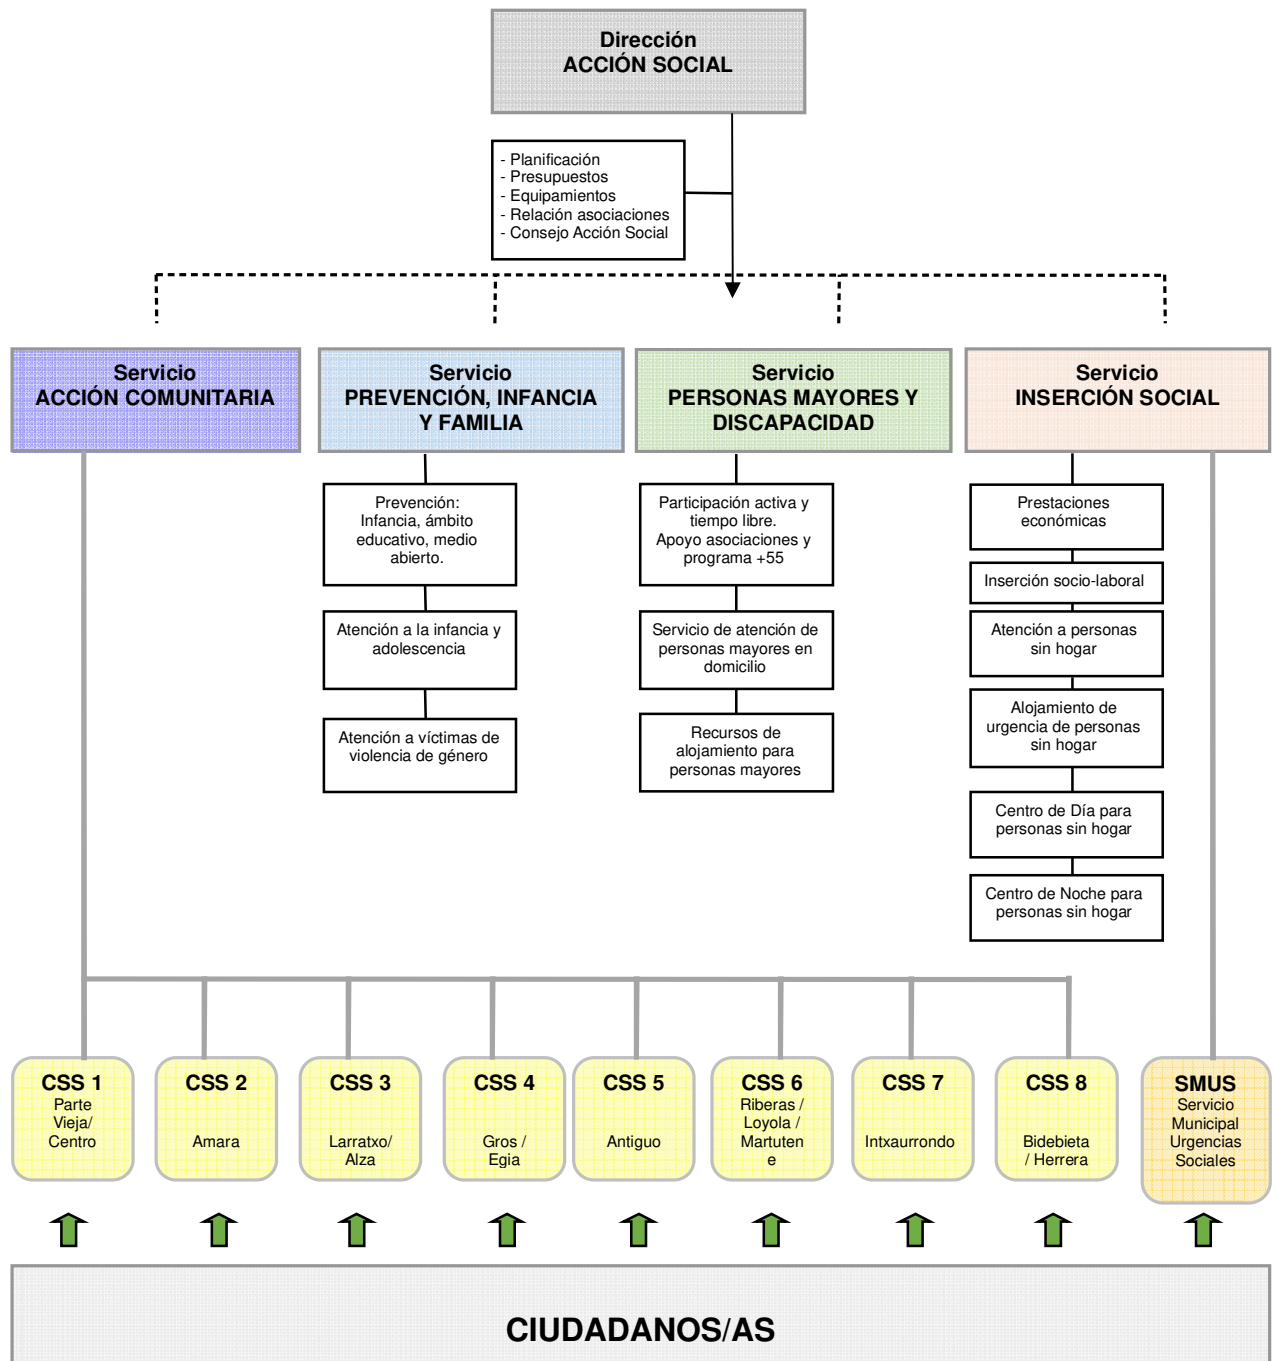 Dirección
ACCIÓN SOCIAL
- Planificación
- Presupuestos
- Equipamientos
- Relación asociaciones
- Consejo Acción Social
Servicio
ACCIÓN COMUNITARIA
Servicio
PREVENCIÓN, INFANCIA
Y FAMILIA
Servicio
PERSONAS MAYORES Y
DISCAPACIDAD
Servicio
INSERCIÓN SOCIAL
Prevención:
Infancia, ámbito
educativo, medio
abierto.
Atención a la infancia y
adolescencia
Atención a víctimas de
violencia de género
Participación activa y
tiempo libre.
Apoyo asociaciones y
programa +55
Servicio de atención de
personas mayores en
domicilio
Recursos de
alojamiento para
personas mayores
Prestaciones
económicas
Inserción socio-laboral
Atención a personas
sin hogar
Alojamiento de
urgencia de personas
sin hogar
Centro de Día para
personas sin hogar
Centro de Noche para
personas sin hogar
CSS 1
Parte
Vieja/
Centro
CSS 2
Amara
CSS 3
Larratxo/
Alza
CSS 4
Gros /
Egia
CSS 5
Antiguo
CSS 6
Riberas /
Loyola /
Martuten
e
CSS 7
Intxaurrondo
CSS 8
Bidebieta
/ Herrera
SMUS
Servicio
Municipal
Urgencias
Sociales
CIUDADANOS/AS